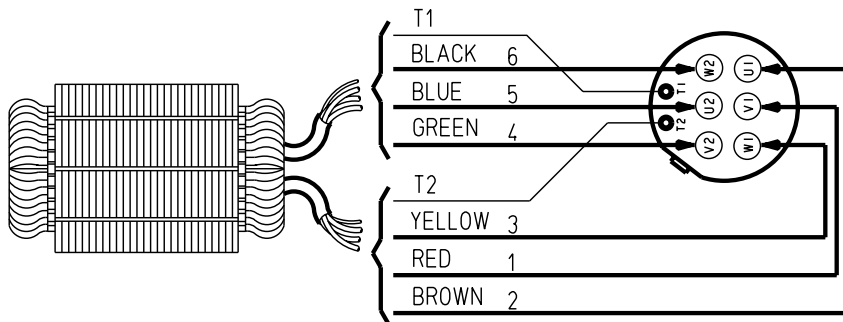 T1
BLACK 6
BLUE 5
GREEN 4
T2
YELLOW 3
RED 1
BROWN 2
W2 U1
T1
U2 V1
T2
V2 W1